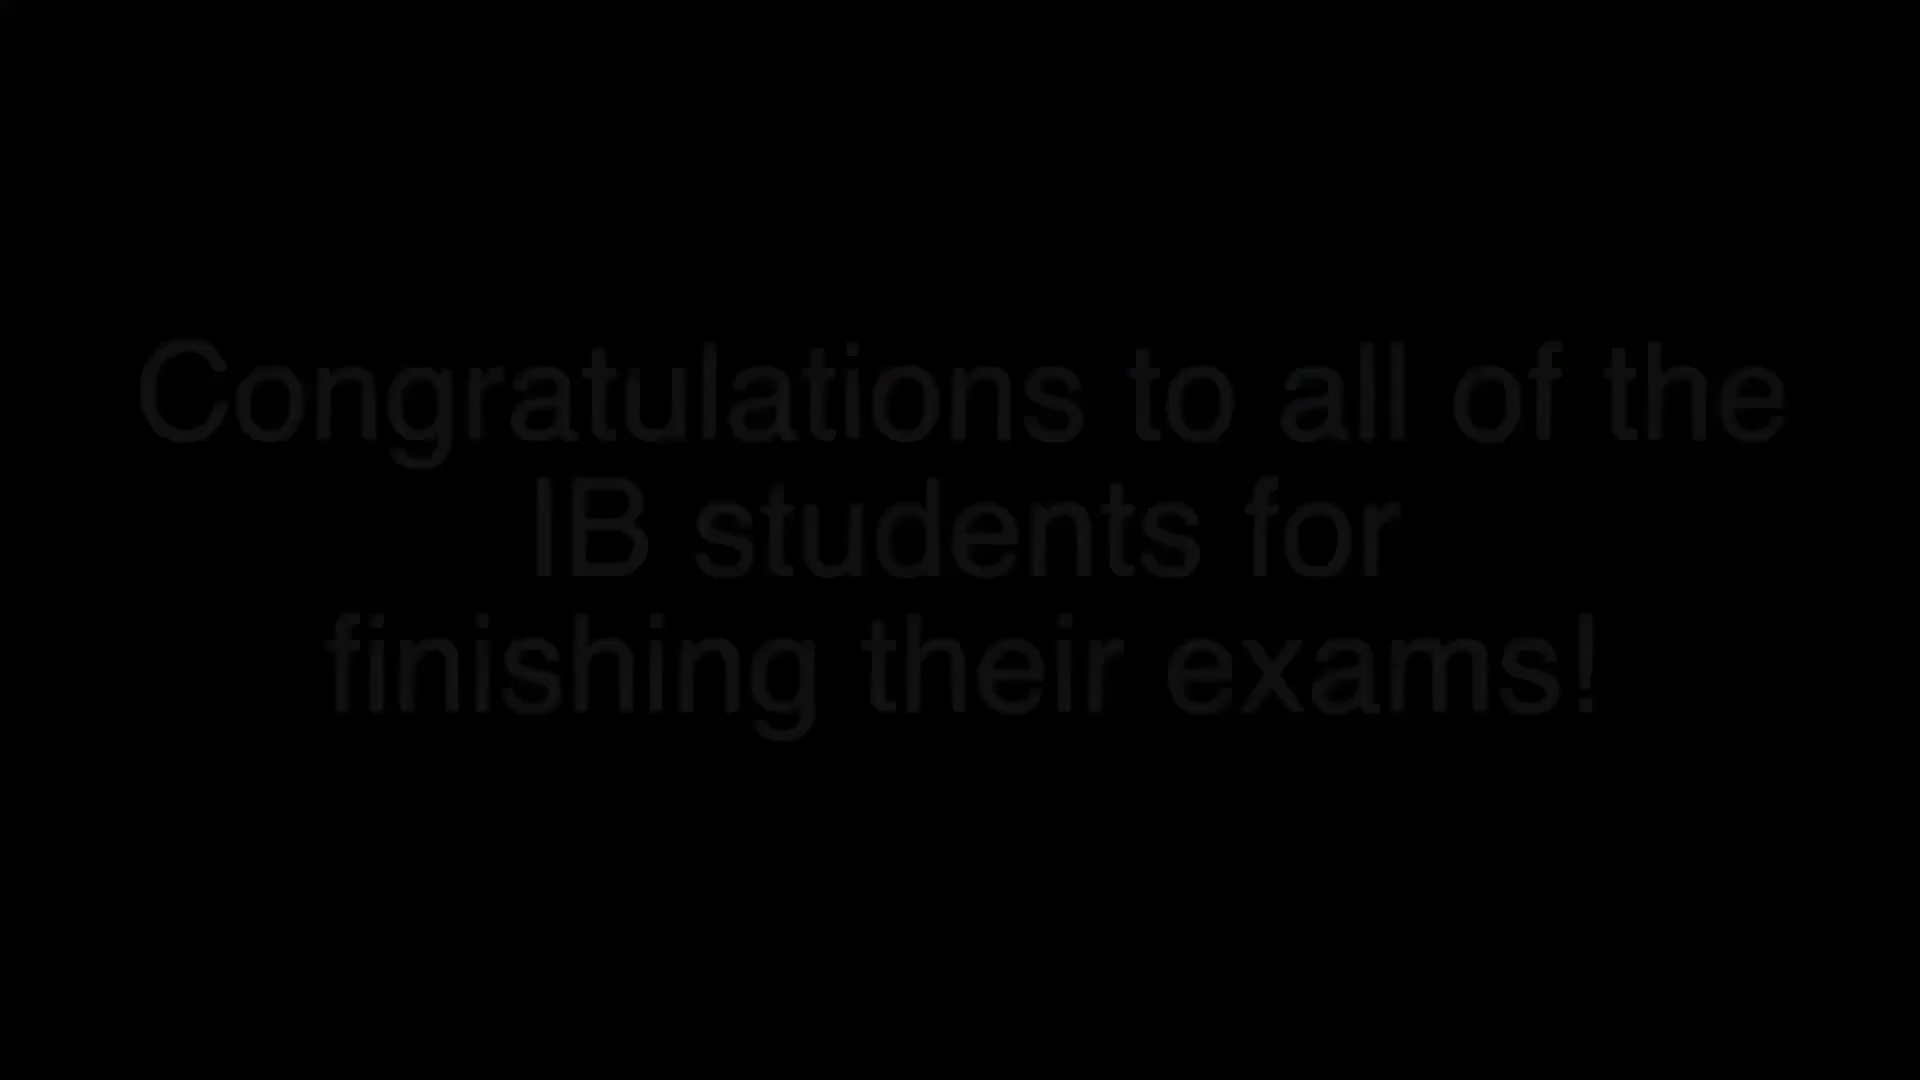 Congratulations to all of the
IB students for
finishing their exams!